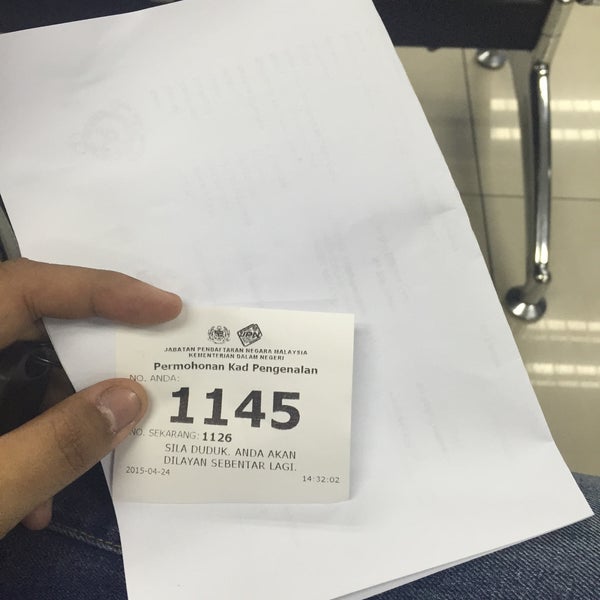 JPN
JABATAN PENDAFTARAN NEGARA MALAYSIA
KEMENTERIAN DALAM NEGERI
Permohonan Kad Pengenalan
NO. ANDA:
1145
NO. SEKARANG: 1126
SILA DUDUK. ANDA AKAN
DILAYAN SEBENTAR LAGI.
2015-04-24 14:32:02